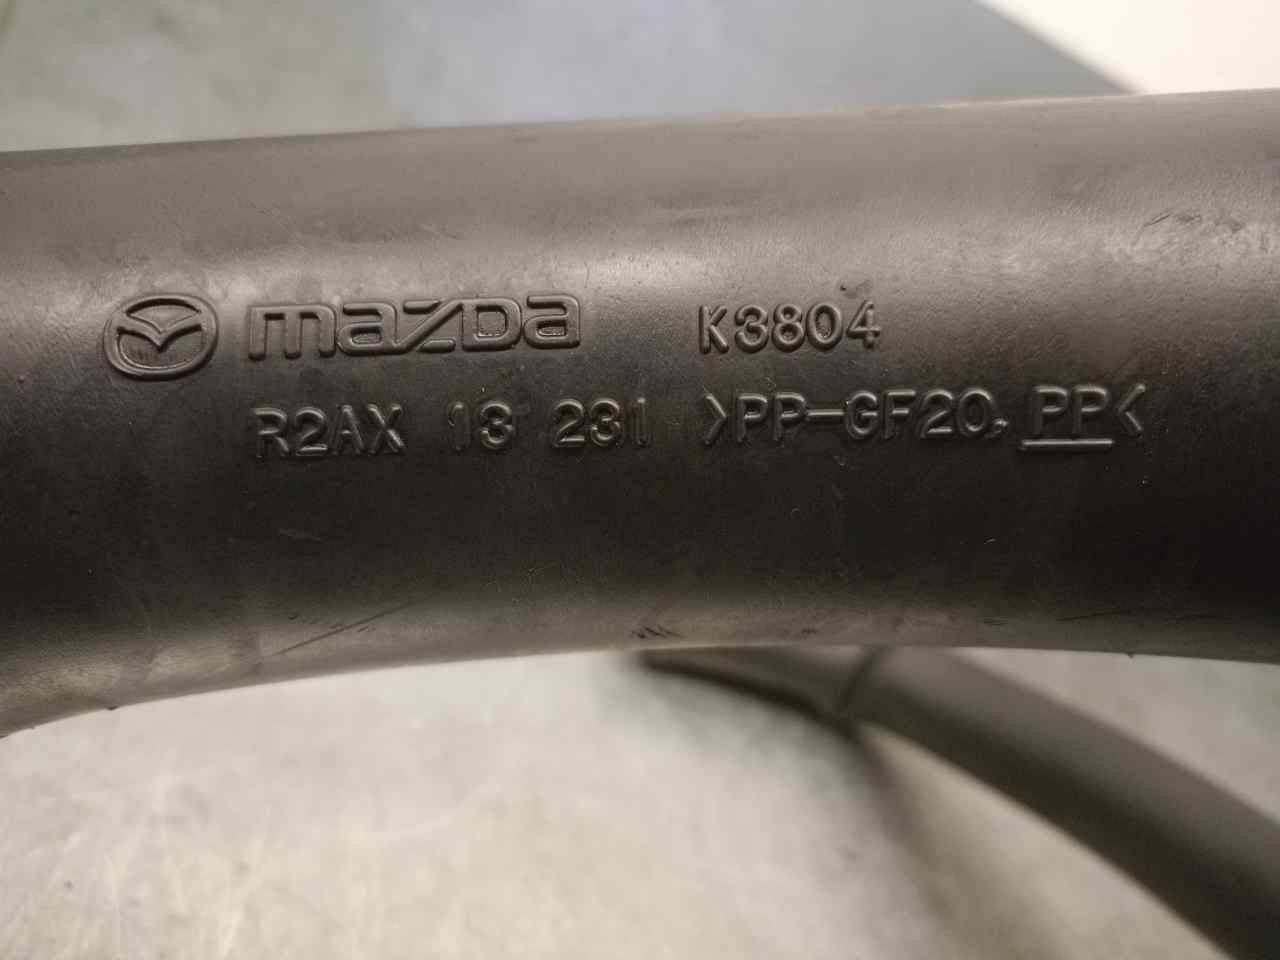 mazda K3804
R2AX 13 231 >PP-GF20, PP<